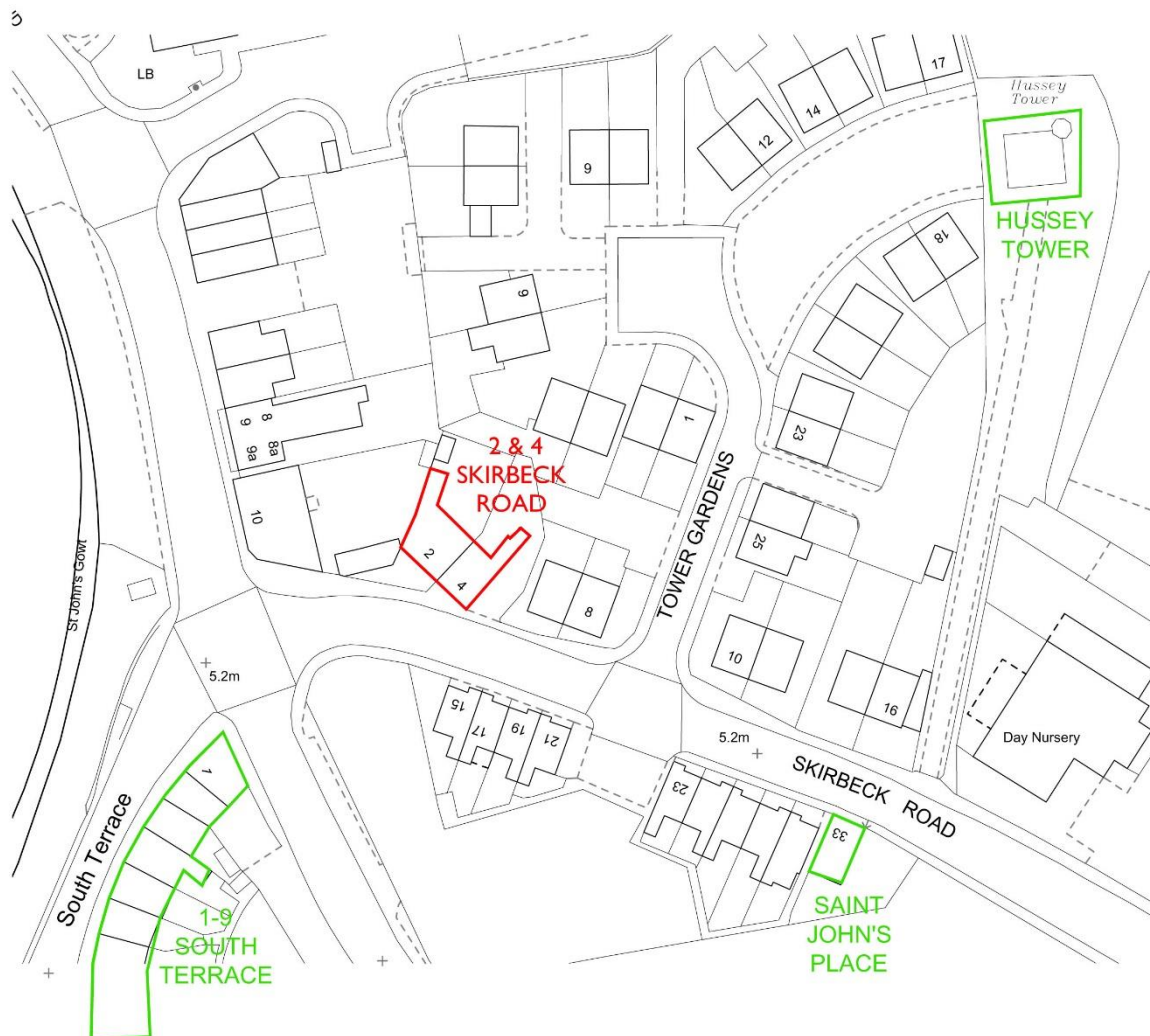 LB
Hussey
Tower
17
14
12
9
HUSSEY
TOWER
18
9
1
23
8
9
8a
9a
10
2 & 4
SKIRBECK
ROAD
2
4
8
TOWER GARDENS
25
10
16
St John's Gowt
5.2m
15
17
19
21
5.2m
Day Nursery
SKIRBECK ROAD
23
33
1
South Terrace
1-9
SOUTH
TERRACE
SAINT
JOHN'S
PLACE